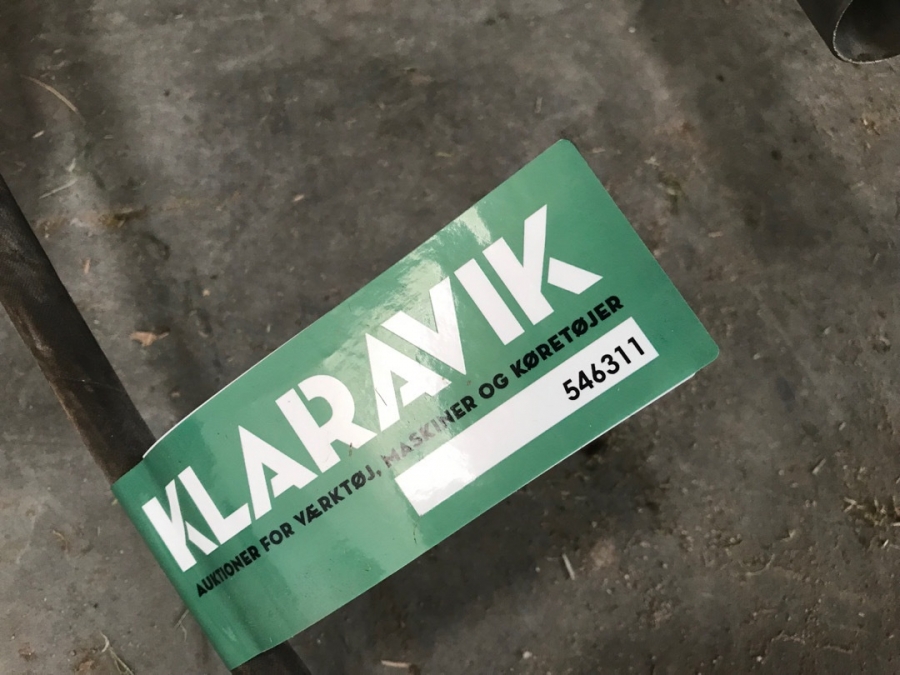 KLARAVIK
AUKTIONER FOR VÆRKTØJ, MASKINER OG KØRETØJER
546311